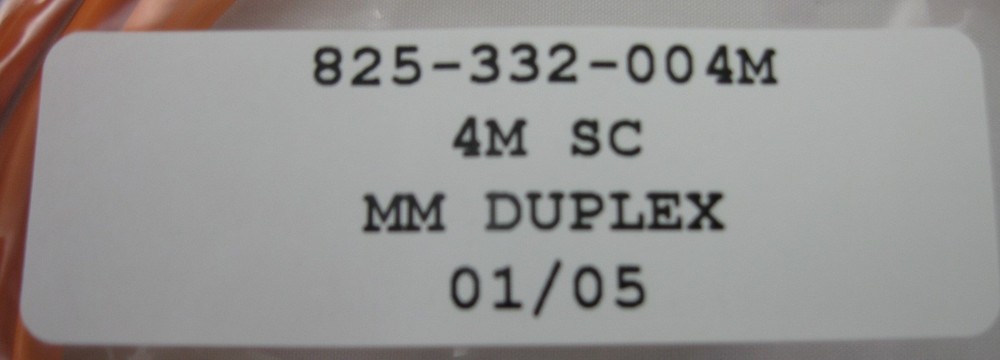 825-332-004M
4M SC
MM DUPLEX
01/05